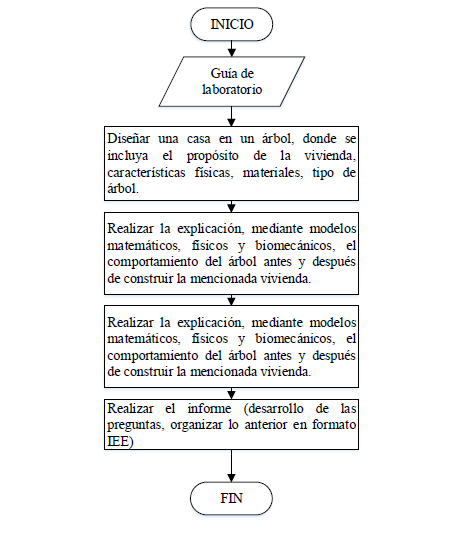 INICIO
Guía de
laboratorio
Diseñar una casa en un árbol, donde se
incluya el propósito de la vivienda,
características físicas, materiales, tipo de
árbol.
Realizar la explicación, mediante modelos
matemáticos, físicos y biomecánicos, el
comportamiento del árbol antes y después
de construir la mencionada vivienda.
Realizar la explicación, mediante modelos
matemáticos, físicos y biomecánicos, el
comportamiento del árbol antes y después
de construir la mencionada vivienda.
Realizar el informe (desarrollo de las
preguntas, organizar lo anterior en formato
IEE)
FIN